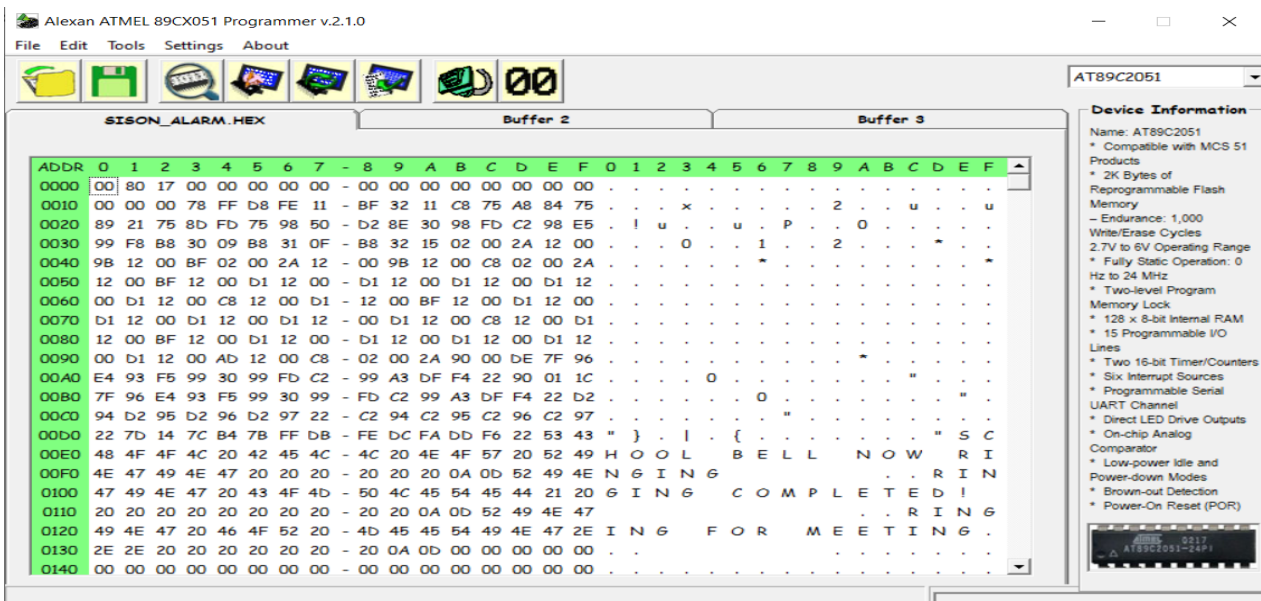 Alexan ATMEL 89CX051 Programmer v.2.1.0
File Edit Tools Settings About
00
AT89C2051
SISON_ALARM.HEX Buffer 2 Buffer 3
ADDR 0 1 2 3 4 5 6 7 - 8 9 A B C D E F 0 1 2 3 4 5 6 7 8 9 A B C D E F
0000 00 80 17 00 00 00 00 00 - 00 00 00 00 00 00 00 00 . . . . . . . . . . . . . . . .
0010 00 00 00 78 FF D8 FE 11 - BF 32 11 C8 75 A8 84 75 . . . x . . . . . 2 . . u . . u
0020 89 21 75 8D FD 75 98 50 - D2 8E 30 98 FD C2 98 E5 . ! u . . u . P . . 0 . . . . .
0030 99 F8 B8 30 09 B8 31 0F - B8 32 15 02 00 2A 12 00 . . . 0 . . 1 . . 2 . . . * . .
0040 9B 12 00 BF 02 00 2A 12 - 00 9B 12 00 C8 02 00 2A . . . . . . * . . . . . . . . *
0050 12 00 BF 12 00 D1 12 00 - D1 12 00 D1 12 00 D1 12 . . . . . . . . . . . . . . . .
0060 00 D1 12 00 C8 12 00 D1 - 12 00 BF 12 00 D1 12 00 . . . . . . . . . . . . . . . .
0070 D1 12 00 D1 12 00 D1 12 - 00 D1 12 00 C8 12 00 D1 . . . . . . . . . . . . . . . .
0080 12 00 BF 12 00 D1 12 00 - D1 12 00 D1 12 00 D1 12 . . . . . . . . . . . . . . . .
0090 00 D1 12 00 AD 12 00 C8 - 02 00 2A 90 00 DE 7F 96 . . . . . . . . . . * . . . . .
00A0 E4 93 F5 99 30 99 FD C2 - 99 A3 DF F4 22 90 01 1C . . . . 0 . . . . . . . " . . .
00B0 7F 96 E4 93 F5 99 30 99 - FD C2 99 A3 DF F4 22 D2 . . . . . . 0 . . . . . . . " .
00C0 94 D2 95 D2 96 D2 97 22 - C2 94 C2 95 C2 96 C2 97 . . . . . . . " . . . . . . . .
00D0 22 7D 14 7C B4 7B FF DB - FE DC FA DD F6 22 53 43 " } . | . { . . . . . . . " S C
00E0 48 4F 4F 4C 20 42 45 4C - 4C 20 4E 4F 57 20 52 49 H O O L B E L L N O W R I
00F0 4E 47 49 4E 47 20 20 20 - 20 20 20 0A 0D 52 49 4E N G I N G . . R I N
0100 47 49 4E 47 20 43 4F 4D - 50 4C 45 54 45 44 21 20 G I N G C O M P L E T E D !
0110 20 20 20 20 20 20 20 20 - 20 20 0A 0D 52 49 4E 47 . . R I N G
0120 49 4E 47 20 46 4F 52 20 - 4D 45 45 54 49 4E 47 2E I N G F O R M E E T I N G .
0130 2E 2E 20 20 20 20 20 20 - 20 0A 0D 00 00 00 00 00 . . . . . . . . .
0140 00 00 00 00 00 00 00 00 - 00 00 00 00 00 00 00 00 . . . . . . . . . . . . . . . .
Device Information
Name: AT89C2051
* Compatible with MCS 51
Products
* 2K Bytes of
Reprogrammable Flash
Memory
– Endurance: 1,000
Write/Erase Cycles
2.7V to 6V Operating Range
* Fully Static Operation: 0
Hz to 24 MHz
* Two-level Program
Memory Lock
* 128 x 8-bit Internal RAM
* 15 Programmable I/O
Lines
* Two 16-bit Timer/Counters
* Six Interrupt Sources
* Programmable Serial
UART Channel
* Direct LED Drive Outputs
* On-chip Analog
Comparator
* Low-power Idle and
Power-down Modes
* Brown-out Detection
* Power-On Reset (POR)
ATMEL 0217
AT89C2051-24PI